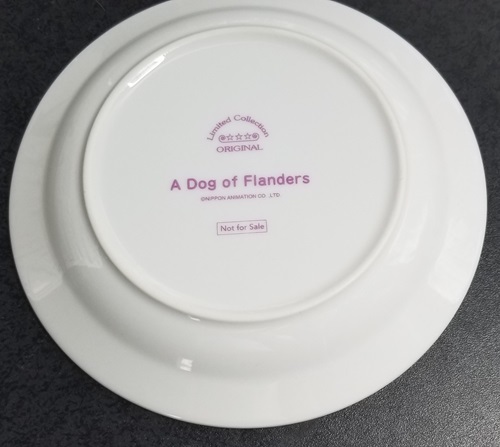 Limited Collection
ORIGINAL
A Dog of Flanders
©NIPPON ANIMATION CO.,LTD.
Not for Sale